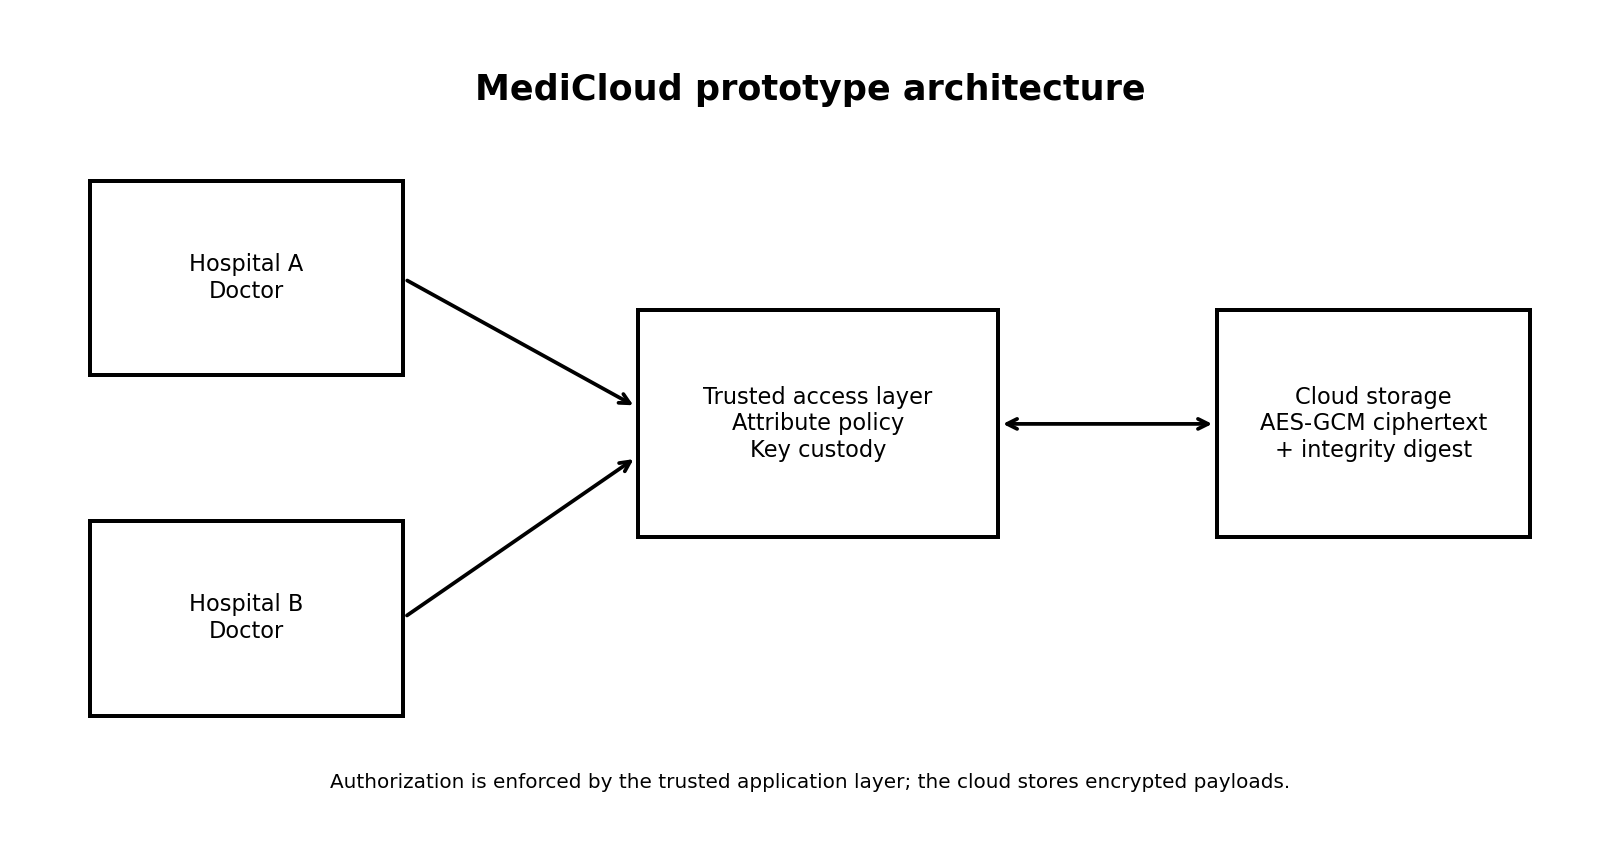 MediCloud prototype architecture
Hospital A
Doctor
Trusted access layer
Attribute policy
Key custody
Cloud storage
AES-GCM ciphertext
+ integrity digest
Hospital B
Doctor
Authorization is enforced by the trusted application layer; the cloud stores encrypted payloads.